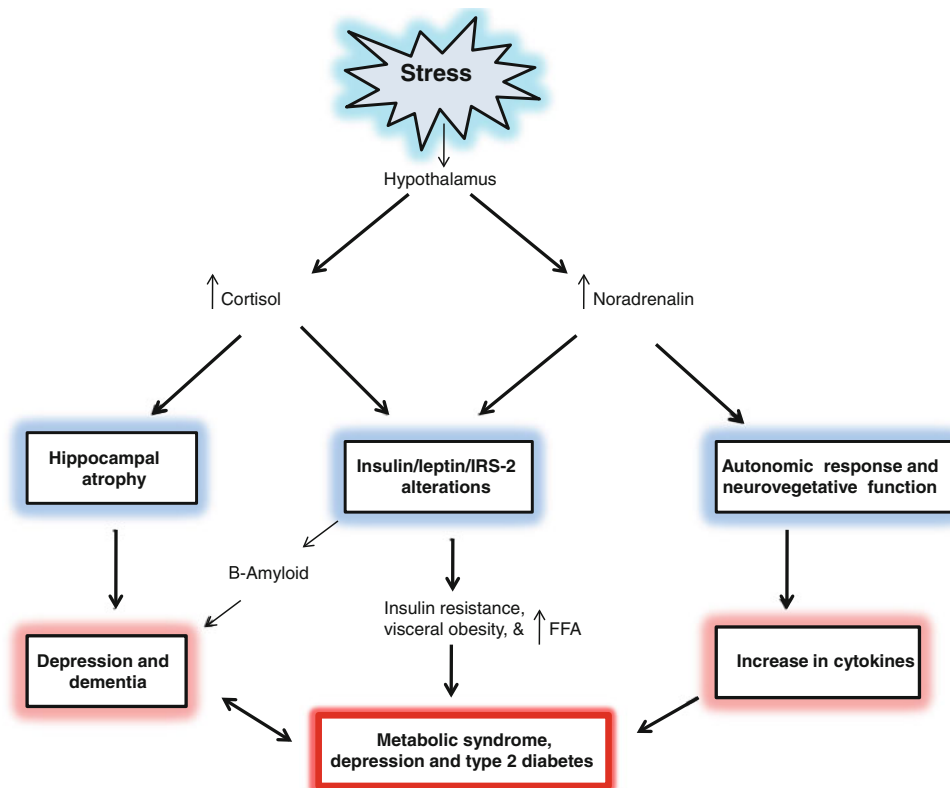 Stress
Hypothalamus
↑ Cortisol
↑ Noradrenalin
Hippocampal
atrophy
Insulin/leptin/IRS-2
alterations
Autonomic response and
neurovegetative function
B-Amyloid
Insulin resistance,
visceral obesity, & ↑ FFA
Depression and
dementia
Increase in cytokines
Metabolic syndrome,
depression and type 2 diabetes